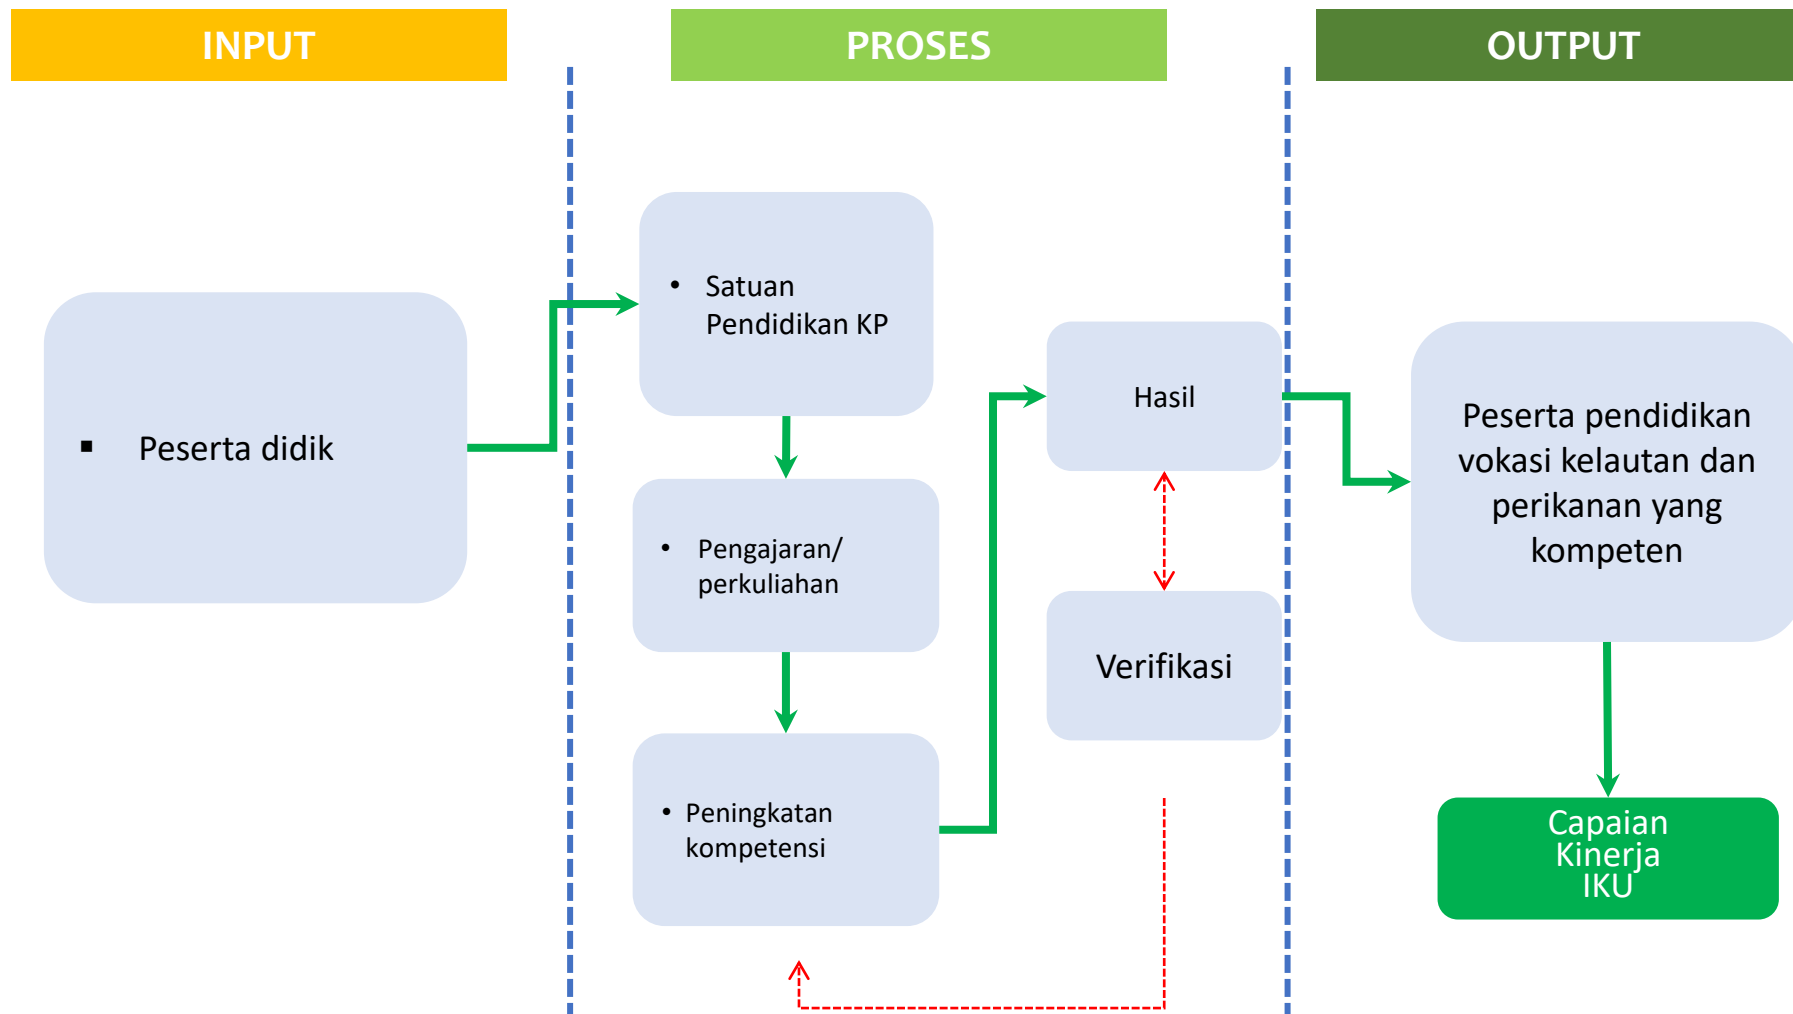 INPUT
PROSES
OUTPUT
▪ Peserta didik
• Satuan
Pendidikan KP
• Pengajaran/
perkuliahan
• Peningkatan
kompetensi
Hasil
Verifikasi
Peserta pendidikan
vokasi kelautan dan
perikanan yang
kompeten
Capaian
Kinerja
IKU